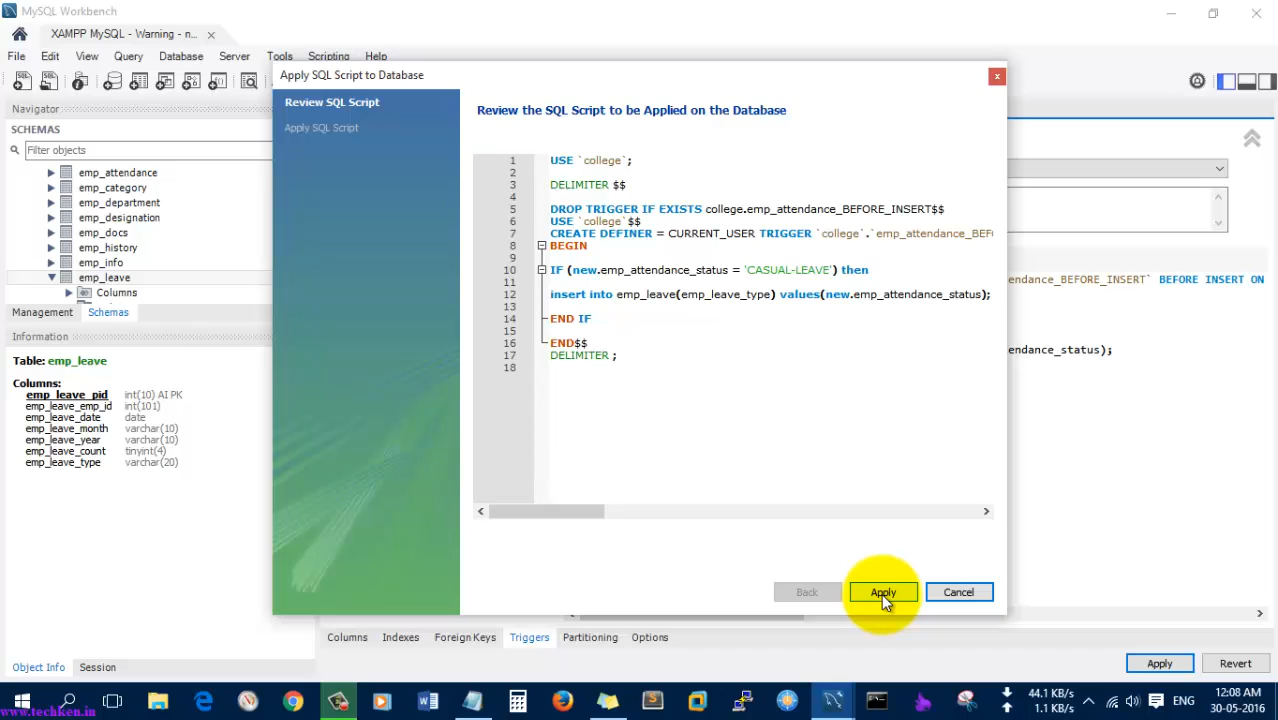 MySQL Workbench
XAMPP MySQL - Warning - n...
File Edit View Query Database Server Tools Scripting Help
Navigator
SCHEMAS
Filter objects
emp_attendance
emp_category
emp_department
emp_designation
emp_docs
emp_history
emp_info
emp_leave
Columns
Management Schemas
Information
Table: emp_leave
Columns:
emp_leave_pid int(10) AI PK
emp_leave_emp_id int(101)
emp_leave_date date
emp_leave_month varchar(10)
emp_leave_year varchar(10)
emp_leave_count tinyint(4)
emp_leave_type varchar(20)
Object Info Session
Apply SQL Script to Database
Review SQL Script
Apply SQL Script
Review the SQL Script to be Applied on the Database
1 USE `college`;
2
3 DELIMITER $$
4
5 DROP TRIGGER IF EXISTS college.emp_attendance_BEFORE_INSERT$$
6 USE `college`$$
7 CREATE DEFINER = CURRENT_USER TRIGGER `college`.`emp_attendance_BEF
8 BEGIN
9
10 IF (new.emp_attendance_status = 'CASUAL-LEAVE') then
11
12 insert into emp_leave(emp_leave_type) values(new.emp_attendance_status);
13
14 END IF
15
16 END$$
17 DELIMITER ;
18
Back Apply Cancel
endance_BEFORE_INSERT` BEFORE INSERT ON
endance_status);
Columns Indexes Foreign Keys Triggers Partitioning Options
Apply Revert
44.1 KB/s
1.1 KB/s
ENG
12:08 AM
30-05-2016
www.techken.in